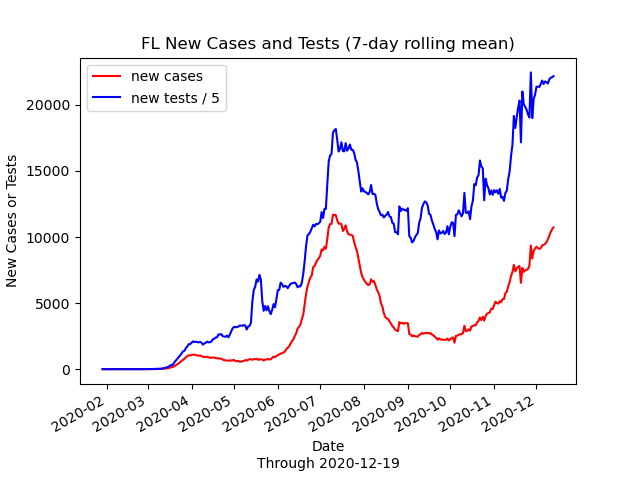 FL New Cases and Tests (7-day rolling mean)
new cases
new tests / 5
New Cases or Tests
20000
15000
10000
5000
0
2020-02
2020-03
2020-04
2020-05
2020-06
2020-07
2020-08
2020-09
2020-10
2020-11
2020-12
Date
Through 2020-12-19